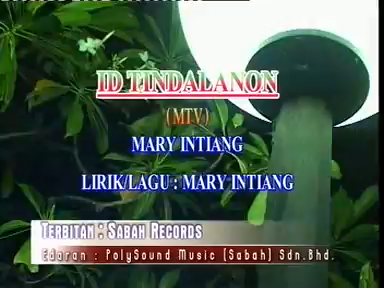 ID TINDALANON
(MTV)
MARY INTIANG
LIRIK/LAGU : MARY INTIANG
TERBITAN : SABAH RECORDS
Edaran : PolySound Music (Sabah) Sdn.Bhd.